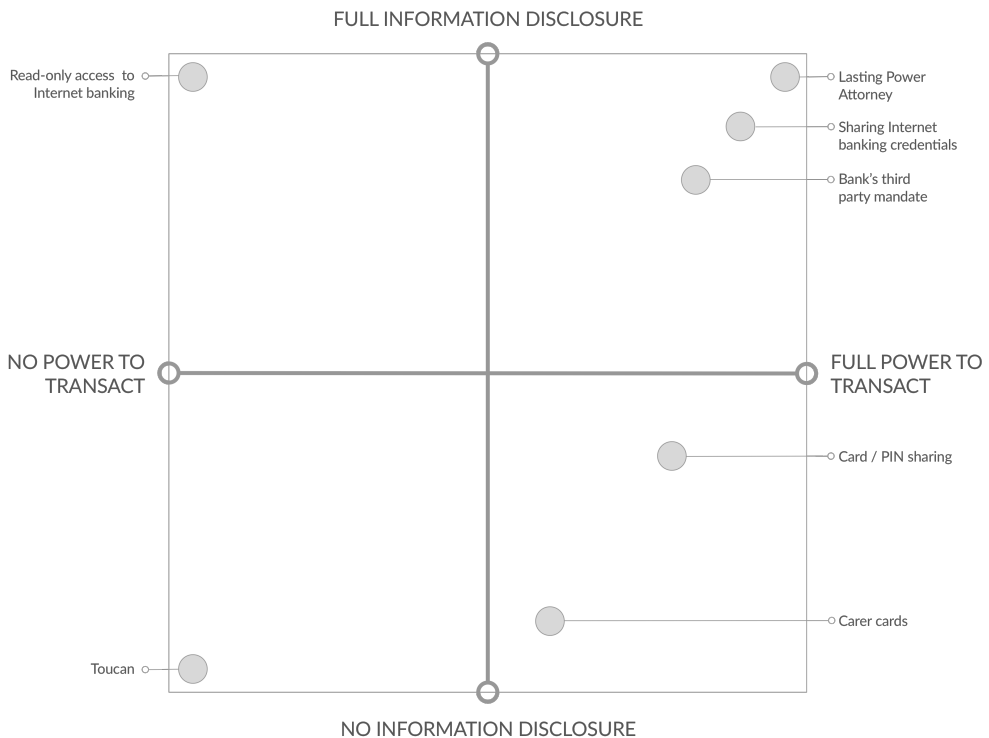 FULL INFORMATION DISCLOSURE
Read-only access to
Internet banking
Lasting Power
Attorney
Sharing Internet
banking credentials
Bank's third
party mandate
NO POWER TO
TRANSACT
FULL POWER TO
TRANSACT
Card / PIN sharing
Carer cards
Toucan
NO INFORMATION DISCLOSURE